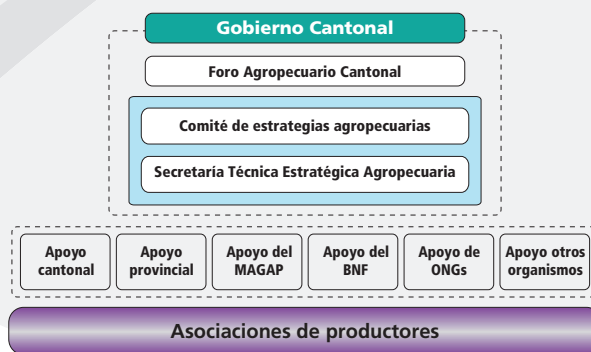 Gobierno Cantonal
Foro Agropecuario Cantonal
Comité de estrategias agropecuarias
Secretaría Técnica Estratégica Agropecuaria
Apoyo
cantonal
Apoyo
provincial
Apoyo del
MAGAP
Apoyo del
BNF
Apoyo de
ONGs
Apoyo otros
organismos
Asociaciones de productores